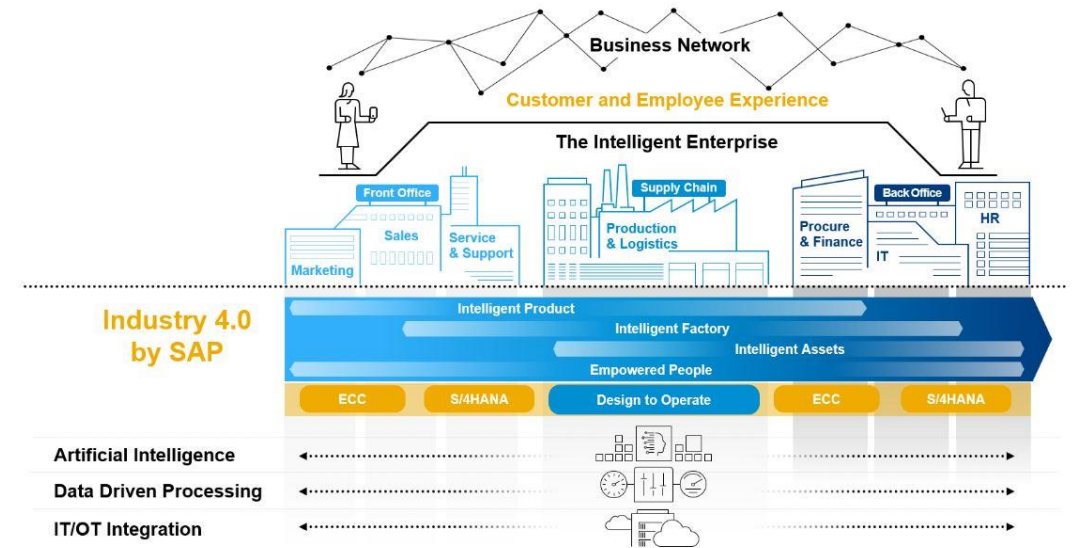 Business Network
Customer and Employee Experience
The Intelligent Enterprise
Front Office
Supply Chain
Back Office
Marketing
Sales
Service
& Support
Production
& Logistics
Procure
& Finance
IT
HR
Industry 4.0
by SAP
Intelligent Product
Intelligent Factory
Intelligent Assets
Empowered People
ECC
S/4HANA
Design to Operate
ECC
S/4HANA
Artificial Intelligence
Data Driven Processing
IT/OT Integration